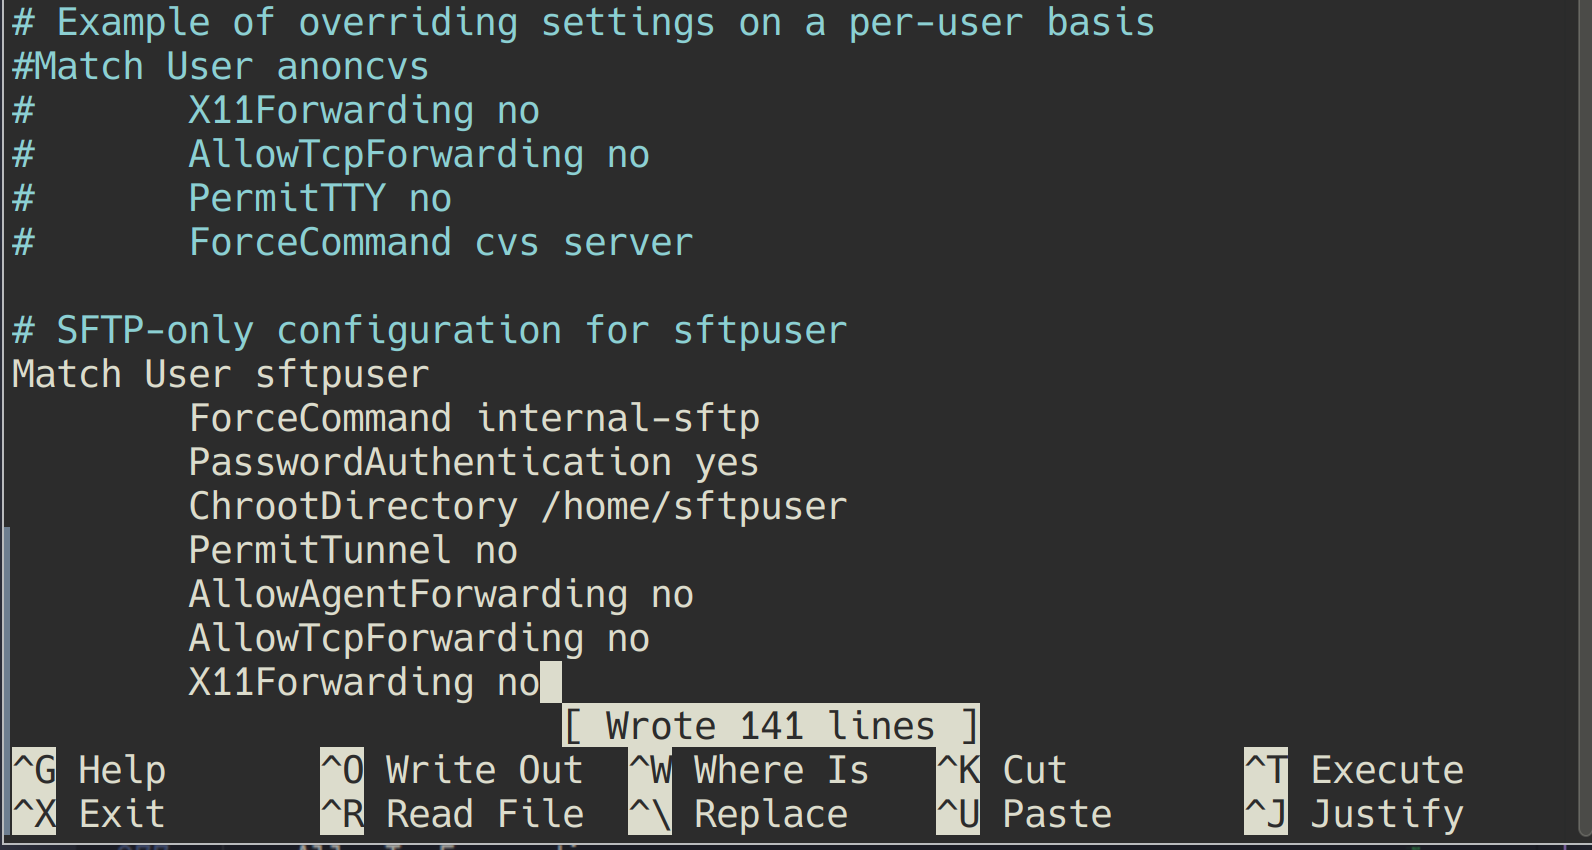 # Example of overriding settings on a per-user basis
#Match User anoncvs
#       X11Forwarding no
#       AllowTcpForwarding no
#       PermitTTY no
#       ForceCommand cvs server

# SFTP-only configuration for sftpuser
Match User sftpuser
        ForceCommand internal-sftp
        PasswordAuthentication yes
        ChrootDirectory /home/sftpuser
        PermitTunnel no
        AllowAgentForwarding no
        AllowTcpForwarding no
        X11Forwarding no
[ Wrote 141 lines ]
^G Help ^O Write Out ^W Where Is ^K Cut ^T Execute
^X Exit ^R Read File ^\ Replace ^U Paste ^J Justify